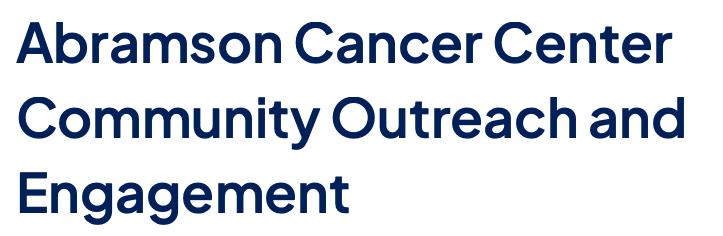 Abramson Cancer Center
Community Outreach and
Engagement